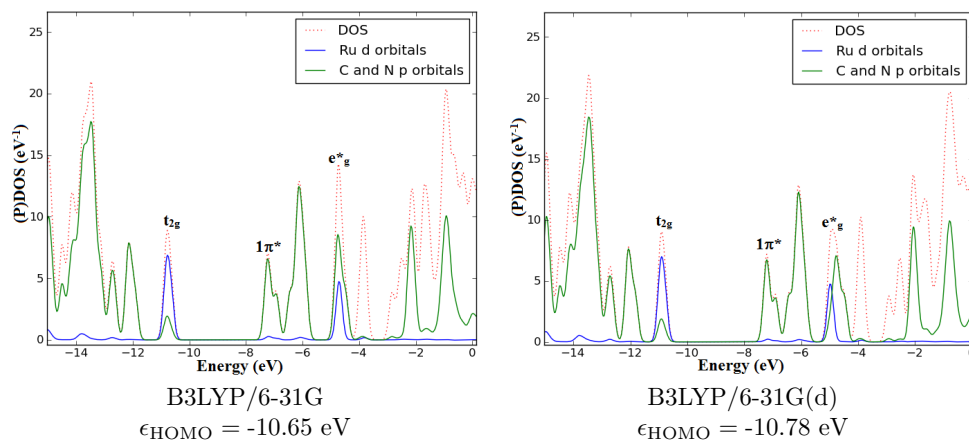 25
20
15
10
5
0
(P)DOS (eV⁻¹)
DOS
Ru d orbitals
C and N p orbitals
t₂g
1π*
e*g
−14 −12 −10 −8 −6 −4 −2 0
Energy (eV)
B3LYP/6-31G
ϵHOMO = -10.65 eV
25
20
15
10
5
0
(P)DOS (eV⁻¹)
DOS
Ru d orbitals
C and N p orbitals
t₂g
1π*
e*g
−14 −12 −10 −8 −6 −4 −2
Energy (eV)
B3LYP/6-31G(d)
ϵHOMO = -10.78 eV